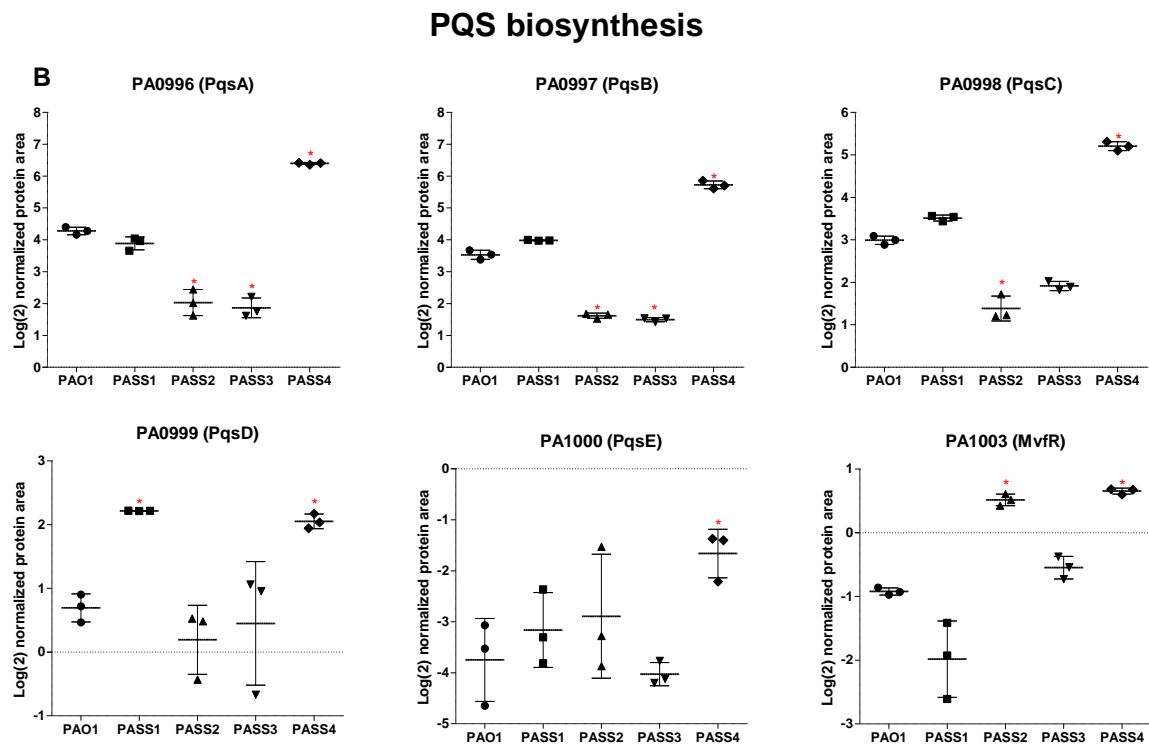 PQS biosynthesis
B
PA0996 (PqsA)
Log(2) normalized protein area
8
7
6
5
4
3
2
1
0
*
*
*
PAO1 PASS1 PASS2 PASS3 PASS4
PA0997 (PqsB)
Log(2) normalized protein area
8
7
6
5
4
3
2
1
0
*
*
*
PAO1 PASS1 PASS2 PASS3 PASS4
PA0998 (PqsC)
Log(2) normalized protein area
6
5
4
3
2
1
0
*
*
PAO1 PASS1 PASS2 PASS3 PASS4
PA0999 (PqsD)
Log(2) normalized protein area
3
2
1
0
-1
*
*
PAO1 PASS1 PASS2 PASS3 PASS4
PA1000 (PqsE)
Log(2) normalized protein area
0
-1
-2
-3
-4
-5
*
PAO1 PASS1 PASS2 PASS3 PASS4
PA1003 (MvfR)
Log(2) normalized protein area
1
0
-1
-2
-3
*
*
PAO1 PASS1 PASS2 PASS3 PASS4